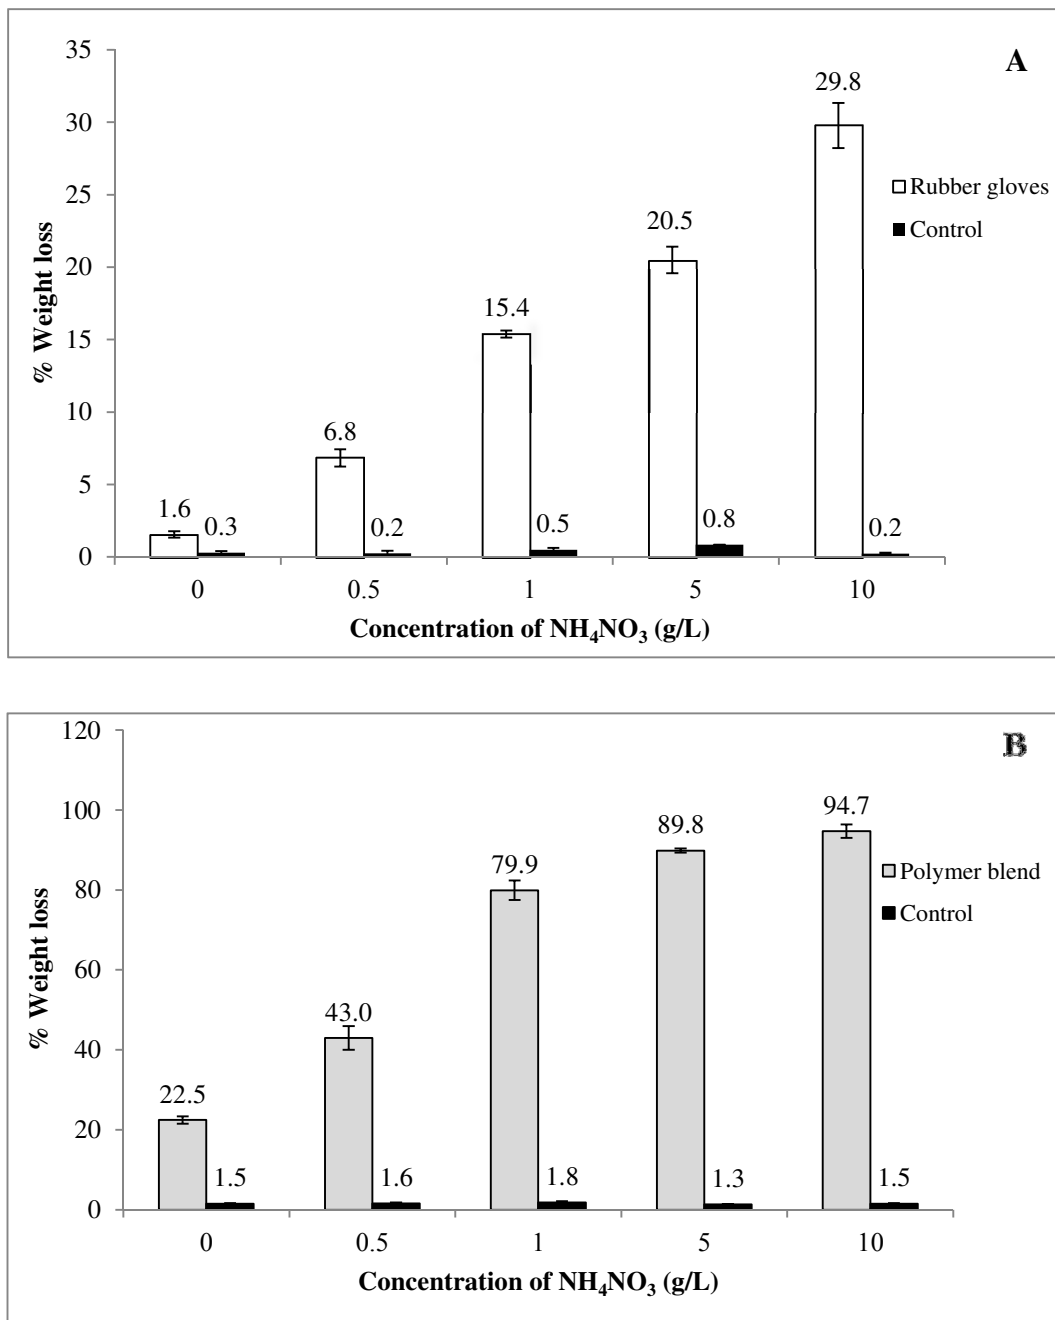 A
35
30
25
20
15
10
5
0
% Weight loss
1.6
0.3
6.8
0.2
15.4
0.5
20.5
0.8
29.8
0.2
Rubber gloves
Control
0 0.5 1 5 10
Concentration of NH₄NO₃ (g/L)
B
120
100
80
60
40
20
0
% Weight loss
22.5
1.5
43.0
1.6
79.9
1.8
89.8
1.3
94.7
1.5
Polymer blend
Control
0 0.5 1 5 10
Concentration of NH₄NO₃ (g/L)